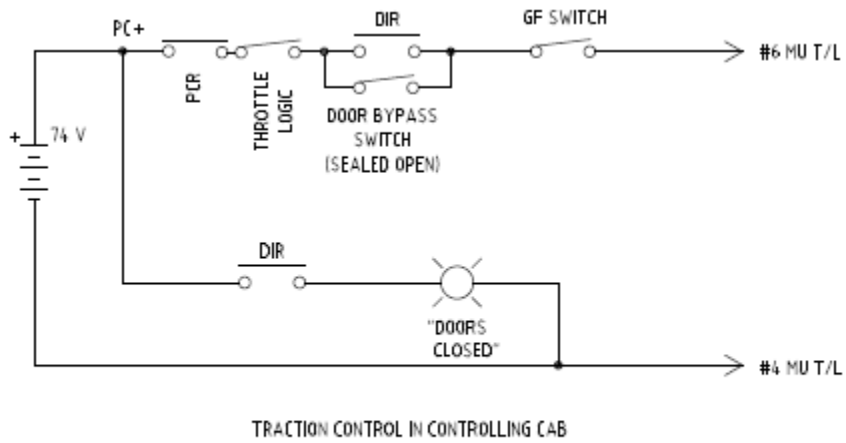 PC+
DIR
GF SWITCH
#6 MU T/L
PCR
THROTTLE
LOGIC
DOOR BYPASS
SWITCH
(SEALED OPEN)
+ 74 V
DIR
"DOORS
CLOSED"
#4 MU T/L
TRACTION CONTROL IN CONTROLLING CAB